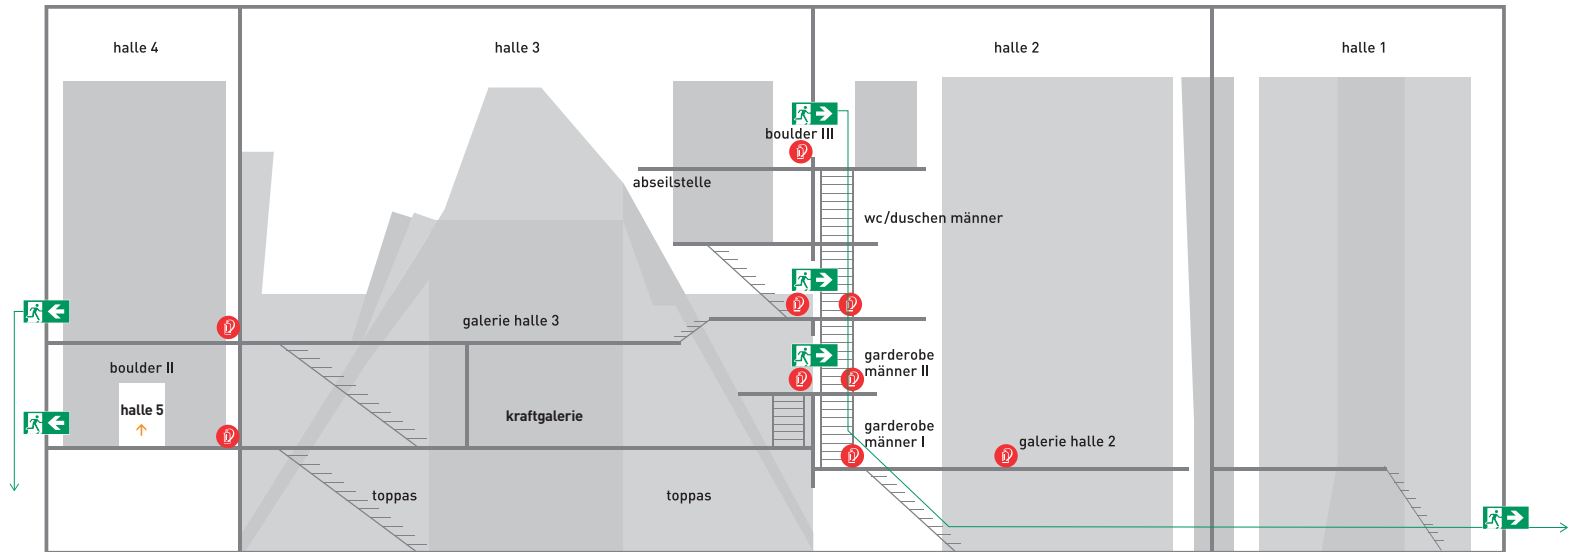 halle 4
halle 3
halle 2
halle 1
boulder III
abseilstelle
wc/duschen männer
galerie halle 3
boulder II
garderobe
männer II
halle 5
kraftgalerie
garderobe
männer I
galerie halle 2
toppas
toppas